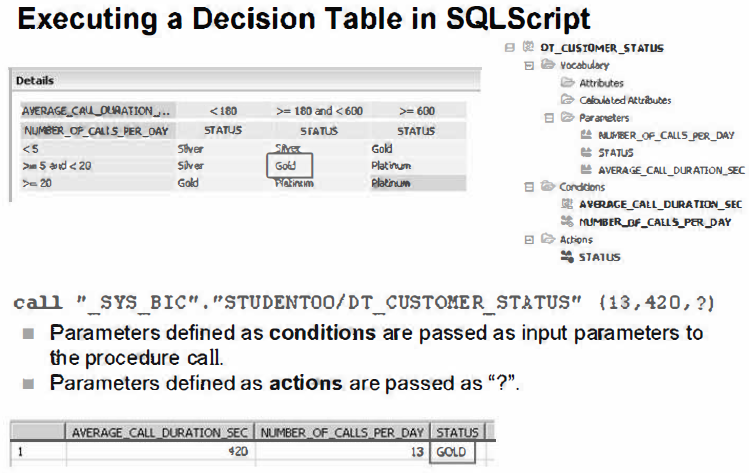 Executing a Decision Table in SQLScript
DT_CUSTOMER_STATUS
Vocabulary
Attributes
Calculated Attributes
Parameters
NUMBER_OF_CALLS_PER_DAY
STATUS
AVERAGE_CALL_DURATION_SEC
Conditions
AVERAGE_CALL_DURATION_SEC
NUMBER_OF_CALLS_PER_DAY
Actions
STATUS
Details
AVERAGE_CALL_DURATION_... <180 >= 180 and <600 >= 600
NUMBER_OF_CALLS_PER_DAY STATUS STATUS STATUS
<5 Silver Silver Gold
>= 5 and < 20 Silver Gold Platinum
>= 20 Gold Platinum Platinum
call "_SYS_BIC"."STUDENT00/DT_CUSTOMER_STATUS" (13,420,?)
■ Parameters defined as conditions are passed as input parameters to
the procedure call.
■ Parameters defined as actions are passed as “?”.
AVERAGE_CALL_DURATION_SEC NUMBER_OF_CALLS_PER_DAY STATUS
1 420 13 GOLD